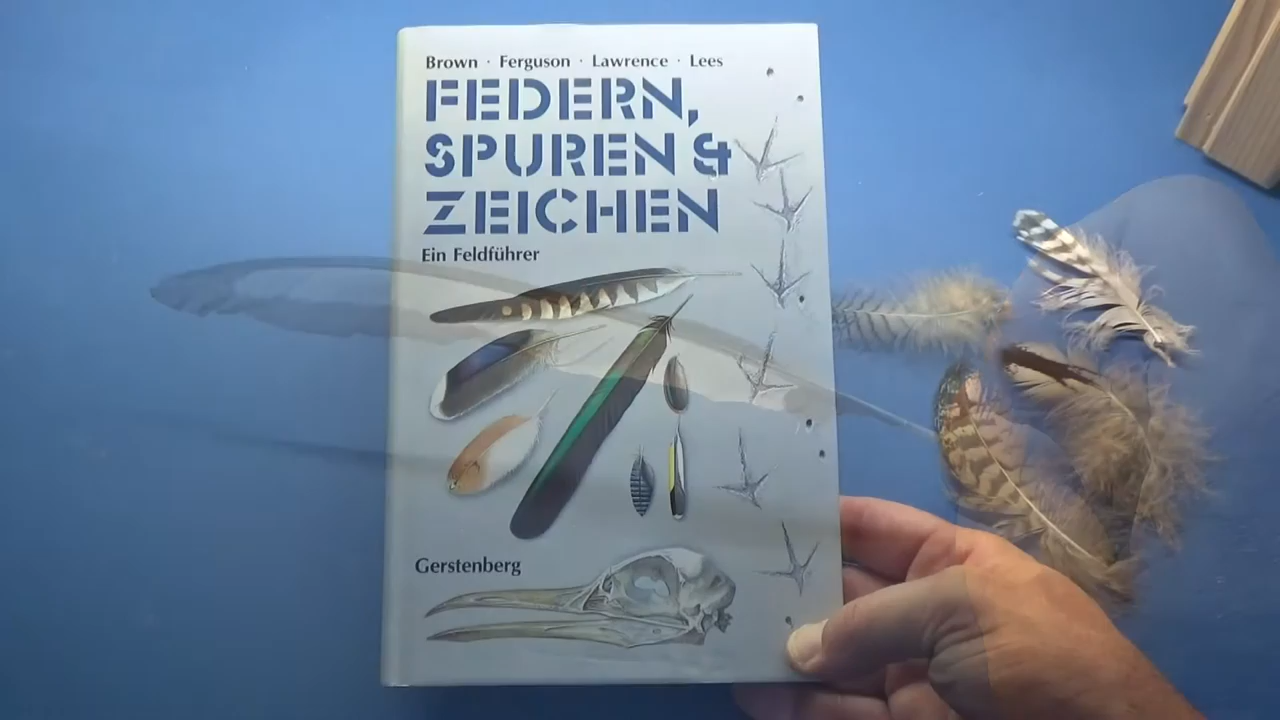 Brown · Ferguson · Lawrence · Lees
FEDERN,
SPUREN &
ZEICHEN
Ein Feldführer
Gerstenberg